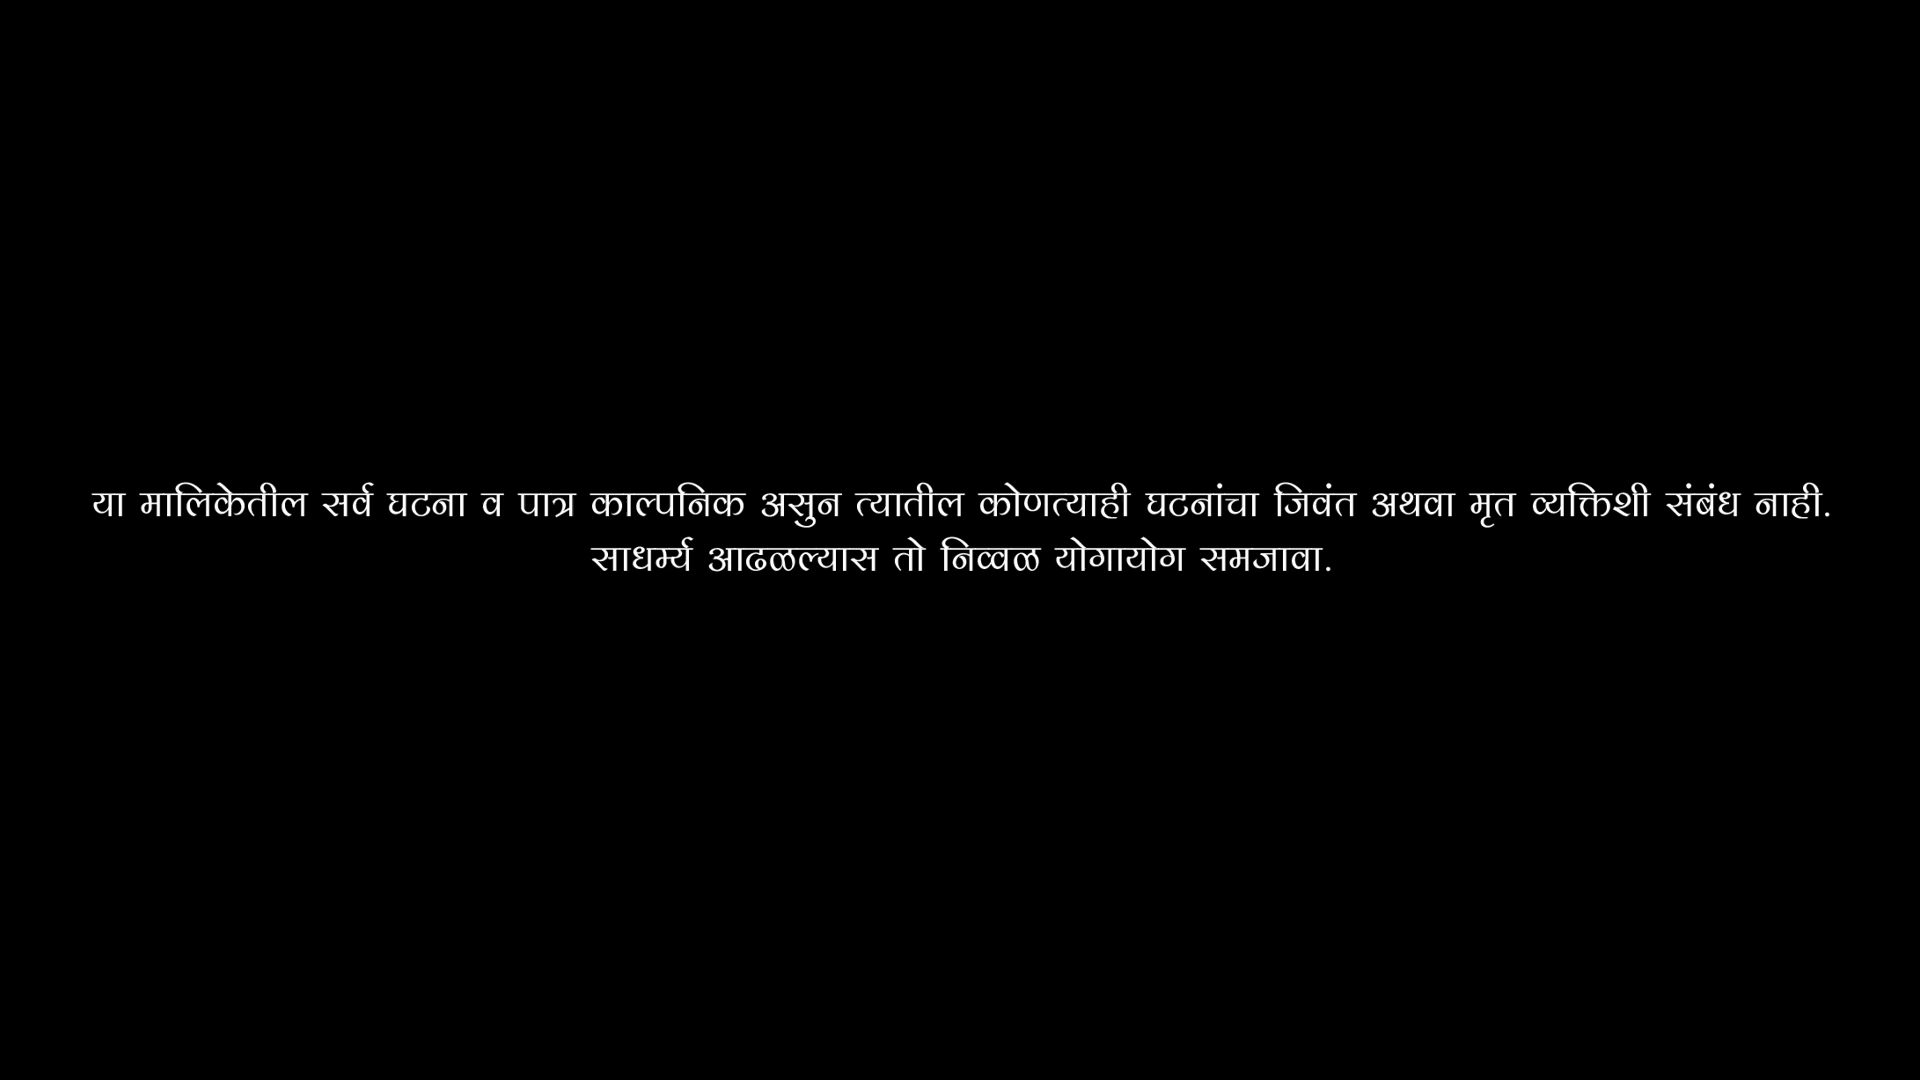 या मालिकेतील सर्व घटना व पात्र काल्पनिक असुन त्यातील कोणत्याही घटनांचा जिवंत अथवा मृत व्यक्तिशी संबंध नाही.
साधर्म्य आढळल्यास तो निव्वळ योगायोग समजावा.